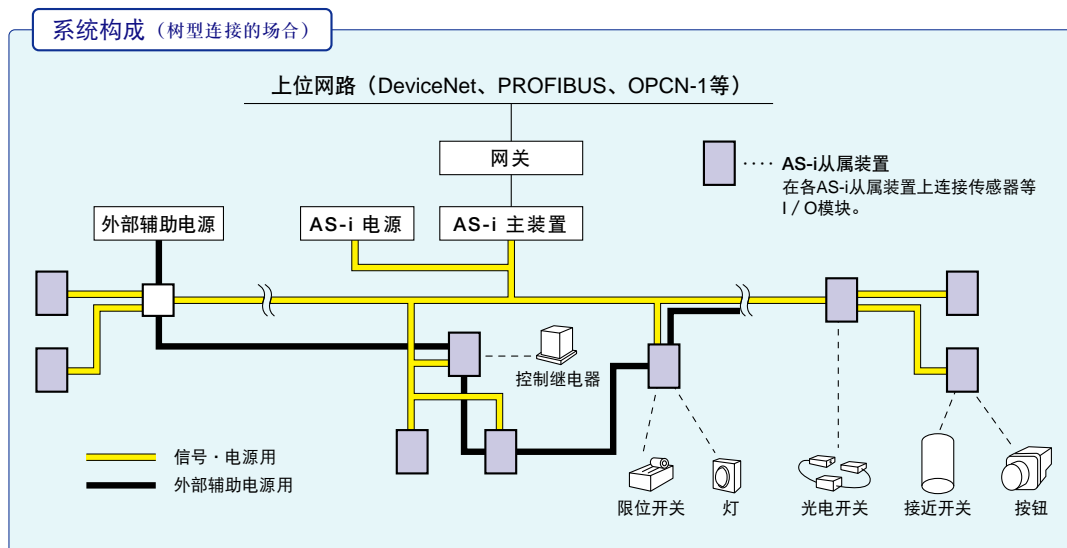 系统构成（树型连接的场合）
上位网路（DeviceNet、PROFIBUS、OPCN-1等）
网关
AS-i从属装置
在各AS-i从属装置上连接传感器等
I / O模块。
外部辅助电源
AS-i 电源
AS-i 主装置
控制继电器
信号・电源用
外部辅助电源用
限位开关
灯
光电开关
接近开关
按钮